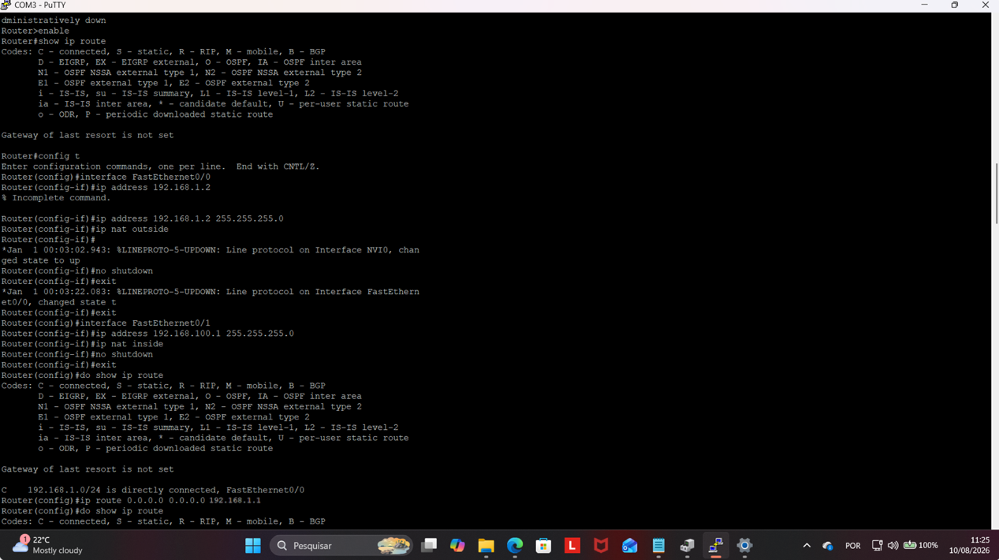 COM3 - PuTTY
dministratively down
Router>enable
Router#show ip route
Codes: C - connected, S - static, R - RIP, M - mobile, B - BGP
       D - EIGRP, EX - EIGRP external, O - OSPF, IA - OSPF inter area
       N1 - OSPF NSSA external type 1, N2 - OSPF NSSA external type 2
       E1 - OSPF external type 1, E2 - OSPF external type 2
       i - IS-IS, su - IS-IS summary, L1 - IS-IS level-1, L2 - IS-IS level-2
       ia - IS-IS inter area, * - candidate default, U - per-user static route
       o - ODR, P - periodic downloaded static route
Gateway of last resort is not set
Router#config t
Enter configuration commands, one per line.  End with CNTL/Z.
Router(config)#interface FastEthernet0/0
Router(config-if)#ip address 192.168.1.2
% Incomplete command.
Router(config-if)#ip address 192.168.1.2 255.255.255.0
Router(config-if)#ip nat outside
Router(config-if)#
*Jan  1 00:03:02.943: %LINEPROTO-5-UPDOWN: Line protocol on Interface NVI0, chan
ged state to up
Router(config-if)#no shutdown
Router(config-if)#exit
*Jan  1 00:03:22.083: %LINEPROTO-5-UPDOWN: Line protocol on Interface FastEthern
et0/0, changed state t
Router(config-if)#exit
Router(config)#interface FastEthernet0/1
Router(config-if)#ip address 192.168.100.1 255.255.255.0
Router(config-if)#ip nat inside
Router(config-if)#no shutdown
Router(config-if)#exit
Router(config)#do show ip route
Codes: C - connected, S - static, R - RIP, M - mobile, B - BGP
       D - EIGRP, EX - EIGRP external, O - OSPF, IA - OSPF inter area
       N1 - OSPF NSSA external type 1, N2 - OSPF NSSA external type 2
       E1 - OSPF external type 1, E2 - OSPF external type 2
       i - IS-IS, su - IS-IS summary, L1 - IS-IS level-1, L2 - IS-IS level-2
       ia - IS-IS inter area, * - candidate default, U - per-user static route
       o - ODR, P - periodic downloaded static route
Gateway of last resort is not set
C    192.168.1.0/24 is directly connected, FastEthernet0/0
Router(config)#ip route 0.0.0.0 0.0.0.0 192.168.1.1
Router(config)#do show ip route
Codes: C - connected, S - static, R - RIP, M - mobile, B - BGP
1
22°C
Mostly cloudy
Pesquisar
L
POR
100%
11:25
10/08/2026